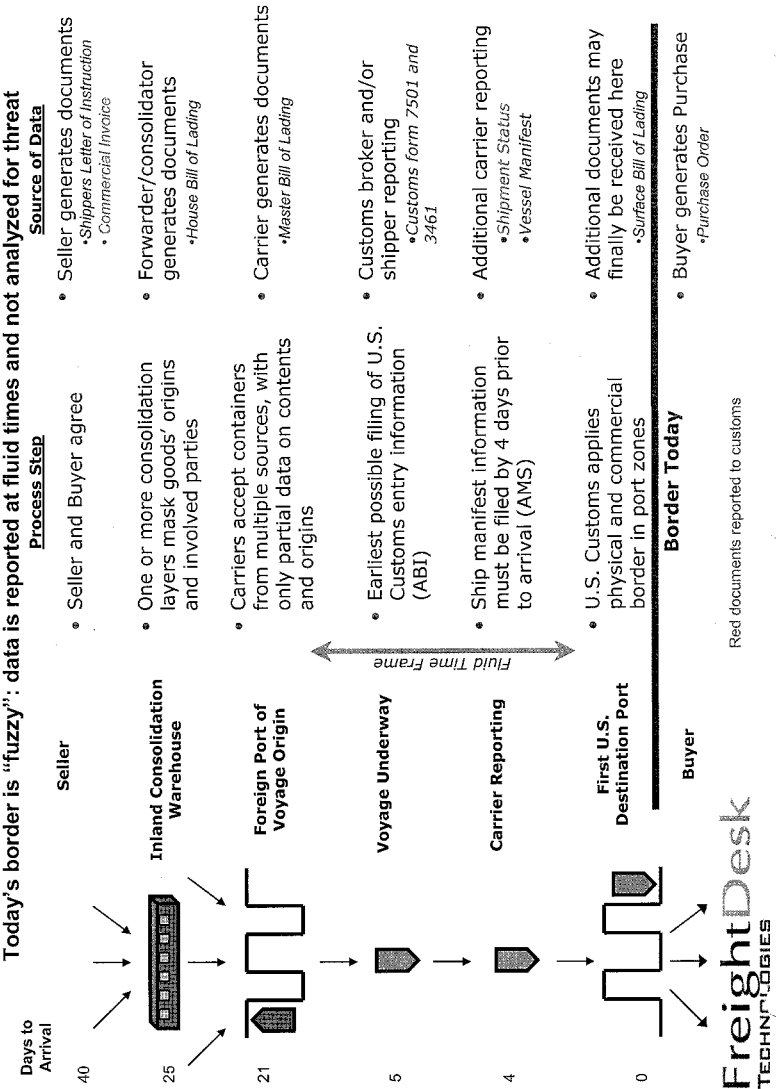 Today's border is "fuzzy": data is reported at fluid times and not analyzed for threat
Days to
Arrival
Process Step
Source of Data
40
Seller
• Seller and Buyer agree
• Seller generates documents
•Shippers Letter of Instruction
• Commercial Invoice
25
Inland Consolidation
Warehouse
• One or more consolidation
layers mask goods' origins
and involved parties
• Forwarder/consolidator
generates documents
•House Bill of Lading
21
Foreign Port of
Voyage Origin
• Carriers accept containers
from multiple sources, with
only partial data on contents
and origins
• Carrier generates documents
•Master Bill of Lading
Fluid Time Frame
5
Voyage Underway
• Earliest possible filing of U.S.
Customs entry information
(ABI)
• Customs broker and/or
shipper reporting
•Customs form 7501 and
3461
4
Carrier Reporting
• Ship manifest information
must be filed by 4 days prior
to arrival (AMS)
• Additional carrier reporting
•Shipment Status
•Vessel Manifest
0
First U.S.
Destination Port
• U.S. Customs applies
physical and commercial
border in port zones
• Additional documents may
finally be received here
•Surface Bill of Lading
Border Today
Buyer
• Buyer generates Purchase
•Purchase Order
Red documents reported to customs
FreightDesk
TECHNOLOGIES